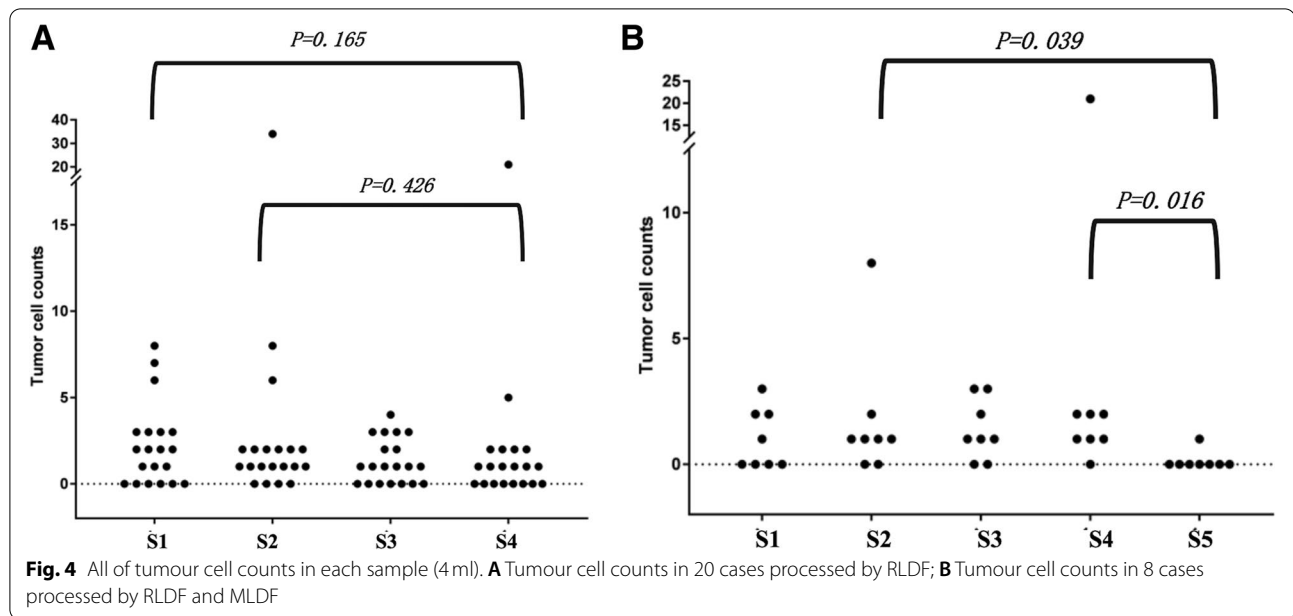 A
P=0. 165
40
30
20
P=0. 426
15
10
5
0
Tumor cell counts
S1 S2 S3 S4
B
P=0. 039
25
20
15
P=0. 016
10
5
0
Tumor cell counts
S1 S2 S3 S4 S5
Fig. 4 All of tumour cell counts in each sample (4 ml). A Tumour cell counts in 20 cases processed by RLDF; B Tumour cell counts in 8 cases
processed by RLDF and MLDF